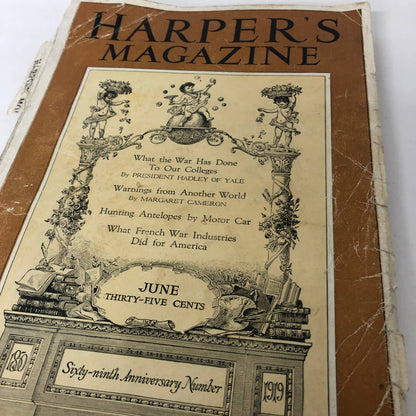 HARPER'S
MAGAZINE
What the War Has Done
To Our Colleges
By PRESIDENT HADLEY OF YALE
Warnings from Another World
By MARGARET CAMERON
Hunting Antelopes by Motor Car
What French War Industries
Did for America
JUNE
THIRTY-FIVE CENTS
1850
Sixty-ninth Anniversary Number
1919